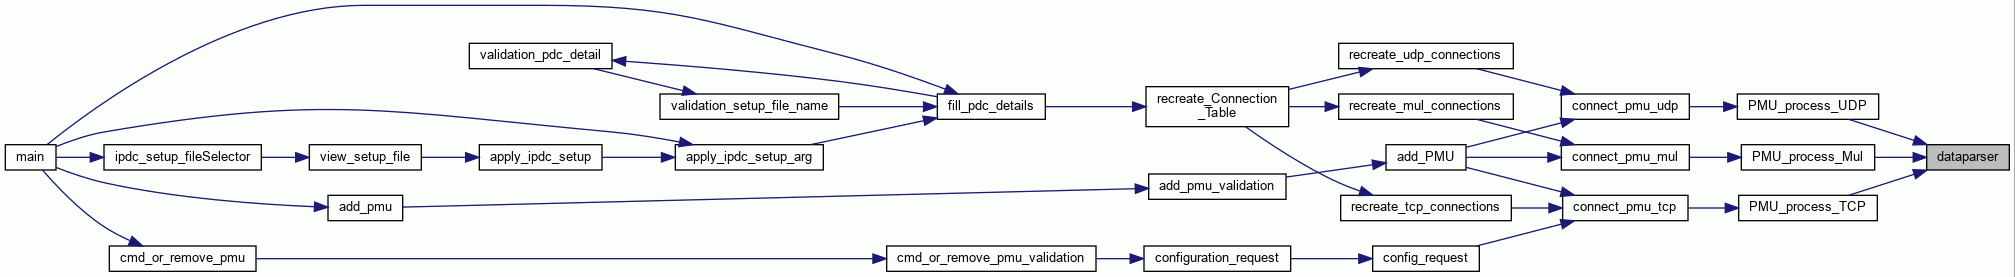 validation_pdc_detail
recreate_udp_connections
validation_setup_file_name
fill_pdc_details
recreate_Connection
_Table
recreate_mul_connections
connect_pmu_udp
PMU_process_UDP
main
ipdc_setup_fileSelector
view_setup_file
apply_ipdc_setup
apply_ipdc_setup_arg
add_PMU
connect_pmu_mul
PMU_process_Mul
dataparser
add_pmu_validation
add_pmu
recreate_tcp_connections
connect_pmu_tcp
PMU_process_TCP
cmd_or_remove_pmu
cmd_or_remove_pmu_validation
configuration_request
config_request